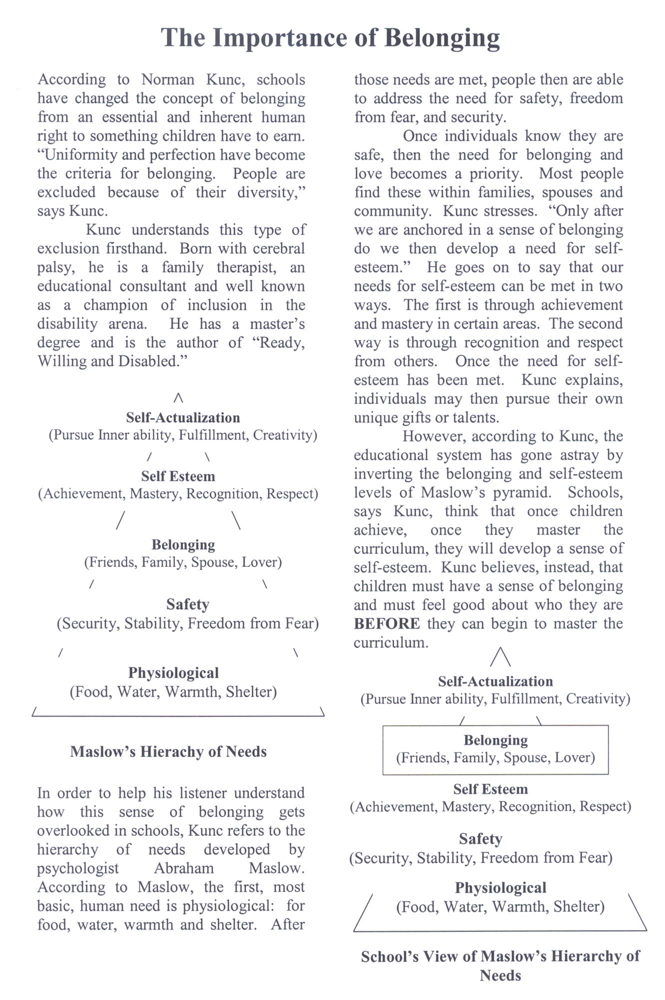 The Importance of Belonging
According to Norman Kunc, schools
have changed the concept of belonging
from an essential and inherent human
right to something children have to earn.
“Uniformity and perfection have become
the criteria for belonging. People are
excluded because of their diversity,”
says Kunc.
Kunc understands this type of
exclusion firsthand. Born with cerebral
palsy, he is a family therapist, an
educational consultant and well known
as a champion of inclusion in the
disability arena. He has a master’s
degree and is the author of “Ready,
Willing and Disabled.”
Self-Actualization
(Pursue Inner ability, Fulfillment, Creativity)
Self Esteem
(Achievement, Mastery, Recognition, Respect)
Belonging
(Friends, Family, Spouse, Lover)
Safety
(Security, Stability, Freedom from Fear)
Physiological
(Food, Water, Warmth, Shelter)
Maslow’s Hierachy of Needs
In order to help his listener understand
how this sense of belonging gets
overlooked in schools, Kunc refers to the
hierarchy of needs developed by
psychologist Abraham Maslow.
According to Maslow, the first, most
basic, human need is physiological: for
food, water, warmth and shelter. After
those needs are met, people then are able
to address the need for safety, freedom
from fear, and security.
Once individuals know they are
safe, then the need for belonging and
love becomes a priority. Most people
find these within families, spouses and
community. Kunc stresses. “Only after
we are anchored in a sense of belonging
do we then develop a need for self-
esteem.” He goes on to say that our
needs for self-esteem can be met in two
ways. The first is through achievement
and mastery in certain areas. The second
way is through recognition and respect
from others. Once the need for self-
esteem has been met. Kunc explains,
individuals may then pursue their own
unique gifts or talents.
However, according to Kunc, the
educational system has gone astray by
inverting the belonging and self-esteem
levels of Maslow’s pyramid. Schools,
says Kunc, think that once children
achieve, once they master the
curriculum, they will develop a sense of
self-esteem. Kunc believes, instead, that
children must have a sense of belonging
and must feel good about who they are
BEFORE they can begin to master the
curriculum.
Self-Actualization
(Pursue Inner ability, Fulfillment, Creativity)
Belonging
(Friends, Family, Spouse, Lover)
Self Esteem
(Achievement, Mastery, Recognition, Respect)
Safety
(Security, Stability, Freedom from Fear)
Physiological
(Food, Water, Warmth, Shelter)
School’s View of Maslow’s Hierarchy of
Needs